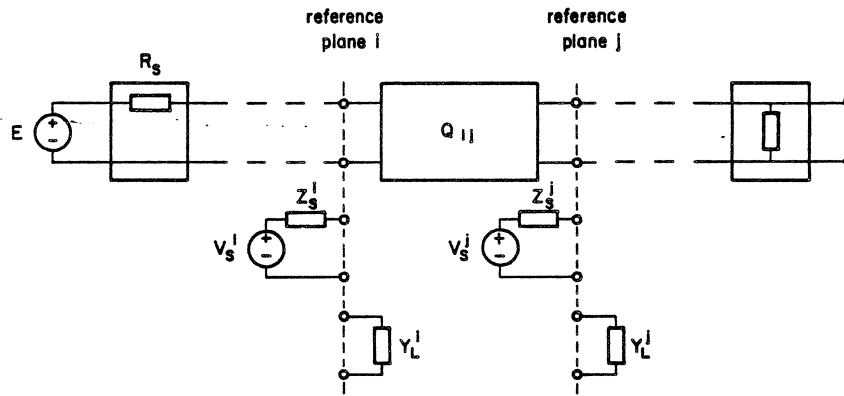 reference
plane i
reference
plane j
R_S
E
+
−
Q_ij
Z_S^i
V_S^i
+
−
Z_S^j
V_S^j
+
−
Y_L^i
Y_L^j